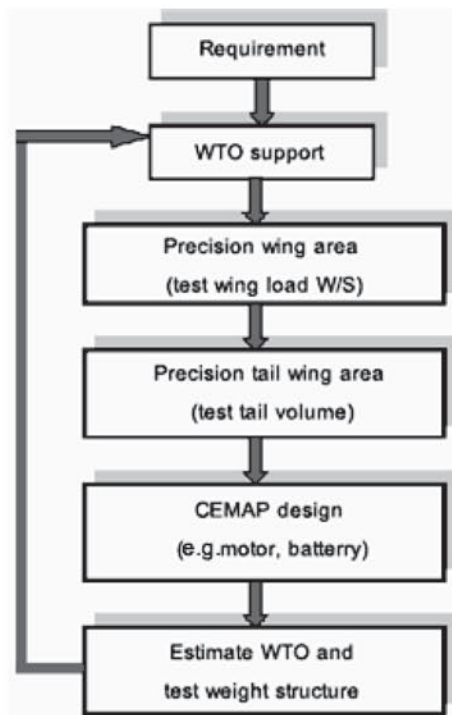 Requirement
WTO support
Precision wing area
(test wing load W/S)
Precision tail wing area
(test tail volume)
CEMAP design
(e.g.motor, batterry)
Estimate WTO and
test weight structure